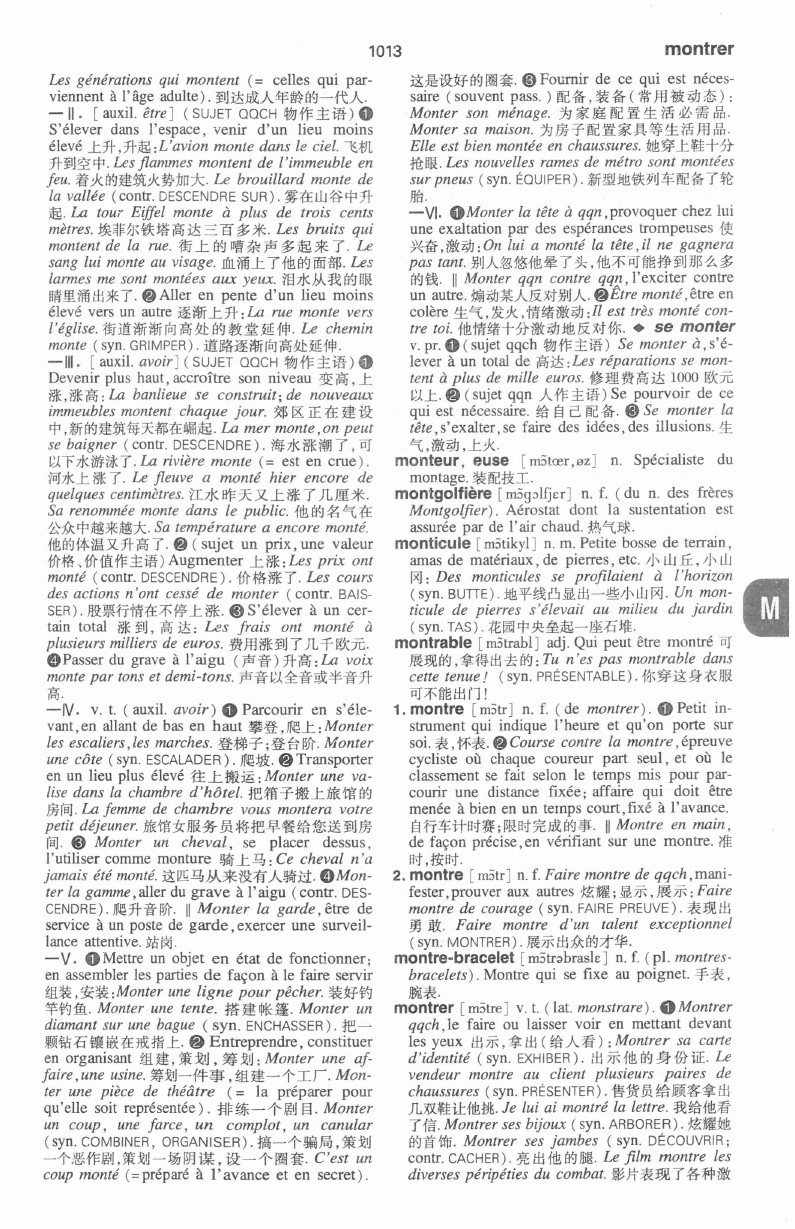 1013
montrer
Les générations qui montent (= celles qui par-
viennent à l'âge adulte). 到达成人年龄的一代人.
—Ⅱ. [auxil. être] (SUJET QQCH 物作主语) ❶
S'élever dans l'espace, venir d'un lieu moins
élevé 上升,升起:L'avion monte dans le ciel. 飞机
升到空中. Les flammes montent de l'immeuble en
feu. 着火的建筑火势加大. Le brouillard monte de
la vallée (contr. DESCENDRE SUR). 雾在山谷中升
起. La tour Eiffel monte à plus de trois cents
mètres. 埃菲尔铁塔高达三百多米. Les bruits qui
montent de la rue. 街上的嘈杂声多起来了. Le
sang lui monte au visage. 血涌上了他的面部. Les
larmes me sont montées aux yeux. 泪水从我的眼
睛里涌出来了. ❷ Aller en pente d'un lieu moins
élevé vers un autre 逐渐上升:La rue monte vers
l'église. 街道渐渐向高处的教堂延伸. Le chemin
monte (syn. GRIMPER). 道路逐渐向高处延伸.
—Ⅲ. [auxil. avoir] (SUJET QQCH 物作主语) ❶
Devenir plus haut, accroître son niveau 变高,上
涨,涨高:La banlieue se construit; de nouveaux
immeubles montent chaque jour. 郊区正在建设
中,新的建筑每天都在崛起. La mer monte, on peut
se baigner (contr. DESCENDRE). 海水涨潮了,可
以下水游泳了. La rivière monte (= est en crue).
河水上涨了. Le fleuve a monté hier encore de
quelques centimètres. 江水昨天又上涨了几厘米.
Sa renommée monte dans le public. 他的名气在
公众中越来越大. Sa température a encore monté.
他的体温又升高了. ❷ (sujet un prix, une valeur
价格、价值作主语) Augmenter 上涨:Les prix ont
monté (contr. DESCENDRE). 价格涨了. Les cours
des actions n'ont cessé de monter (contr. BAIS-
SER). 股票行情在不停上涨. ❸ S'élever à un cer-
tain total 涨到,高达:Les frais ont monté à
plusieurs milliers de euros. 费用涨到了几千欧元.
❹ Passer du grave à l'aigu (声音)升高:La voix
monte par tons et demi-tons. 声音以全音或半音升
高.
—Ⅳ. v. t. (auxil. avoir) ❶ Parcourir en s'éle-
vant, en allant de bas en haut 攀登,爬上:Monter
les escaliers, les marches. 登梯子;登台阶. Monter
une côte (syn. ESCALADER). 爬坡. ❷ Transporter
en un lieu plus élevé 往上搬运:Monter une va-
lise dans la chambre d'hôtel. 把箱子搬上旅馆的
房间. La femme de chambre vous montera votre
petit déjeuner. 旅馆女服务员将把早餐给您送到房
间. ❸ Monter un cheval, se placer dessus,
l'utiliser comme monture 骑上马:Ce cheval n'a
jamais été monté. 这匹马从来没有人骑过. ❹ Mon-
ter la gamme, aller du grave à l'aigu (contr. DES-
CENDRE). 爬升音阶. ‖ Monter la garde, être de
service à un poste de garde, exercer une surveil-
lance attentive. 站岗.
—Ⅴ. ❶ Mettre un objet en état de fonctionner;
en assembler les parties de façon à le faire servir
组装,安装:Monter une ligne pour pêcher. 装好钓
竿钓鱼. Monter une tente. 搭建帐篷. Monter un
diamant sur une bague (syn. ENCHASSER). 把一
颗钻石镶嵌在戒指上. ❷ Entreprendre, constituer
en organisant 组建,策划,筹划:Monter une af-
faire, une usine. 筹划一件事,组建一个工厂. Mon-
ter une pièce de théâtre (= la préparer pour
qu'elle soit représentée). 排练一个剧目. Monter
un coup, une farce, un complot, un canular
(syn. COMBINER, ORGANISER). 搞一个骗局,策划
一个恶作剧,策划一场阴谋,设一个圈套. C'est un
coup monté (= préparé à l'avance et en secret).
这是设好的圈套. ❸ Fournir de ce qui est néces-
saire (souvent pass.) 配备,装备(常用被动态):
Monter son ménage. 为家庭配置生活必需品.
Monter sa maison. 为房子配置家具等生活用品.
Elle est bien montée en chaussures. 她穿上鞋十分
抢眼. Les nouvelles rames de métro sont montées
sur pneus (syn. ÉQUIPER). 新型地铁列车配备了轮
胎.
—Ⅵ. ❶ Monter la tête à qqn, provoquer chez lui
une exaltation par des espérances trompeuses 使
兴奋,激动:On lui a monté la tête, il ne gagnera
pas tant. 别人忽悠他晕了头,他不可能挣到那么多
的钱. ‖ Monter qqn contre qqn, l'exciter contre
un autre. 煽动某人反对别人. ❷ Être monté, être en
colère 生气,发火,情绪激动:Il est très monté con-
tre toi. 他情绪十分激动地反对你. ◆ se monter
v. pr. ❶ (sujet qqch 物作主语) Se monter à, s'é-
lever à un total de 高达:Les réparations se mon-
tent à plus de mille euros. 修理费高达 1000 欧元
以上. ❷ (sujet qqn 人作主语) Se pourvoir de ce
qui est nécessaire. 给自己配备. ❸ Se monter la
tête, s'exalter, se faire des idées, des illusions. 生
气,激动,上火.
monteur, euse [mɔ̃tœr,øz] n. Spécialiste du
montage. 装配技工.
montgolfière [mɔ̃gɔlfjɛr] n. f. (du n. des frères
Montgolfier). Aérostat dont la sustentation est
assurée par de l'air chaud. 热气球.
monticule [mɔ̃tikyl] n. m. Petite bosse de terrain,
amas de matériaux, de pierres, etc. 小山丘,小山
冈:Des monticules se profilaient à l'horizon
(syn. BUTTE). 地平线凸显出一些小山冈. Un mon-
ticule de pierres s'élevait au milieu du jardin
(syn. TAS). 花园中央垒起一座石堆.
montrable [mɔ̃trabl] adj. Qui peut être montré 可
展现的,拿得出去的:Tu n'es pas montrable dans
cette tenue! (syn. PRÉSENTABLE). 你穿这身衣服
可不能出门!
1. montre [mɔ̃tr] n. f. (de montrer). ❶ Petit in-
strument qui indique l'heure et qu'on porte sur
soi. 表,怀表. ❷ Course contre la montre, épreuve
cycliste où chaque coureur part seul, et où le
classement se fait selon le temps mis pour par-
courir une distance fixée; affaire qui doit être
menée à bien en un temps court, fixé à l'avance.
自行车计时赛;限时完成的事. ‖ Montre en main,
de façon précise, en vérifiant sur une montre. 准
时,按时.
2. montre [mɔ̃tr] n. f. Faire montre de qqch, mani-
fester, prouver aux autres 炫耀;显示,展示:Faire
montre de courage (syn. FAIRE PREUVE). 表现出
勇敢. Faire montre d'un talent exceptionnel
(syn. MONTRER). 展示出众的才华.
montre-bracelet [mɔ̃trəbraslɛ] n. f. (pl. montres-
bracelets). Montre qui se fixe au poignet. 手表,
腕表.
montrer [mɔ̃tre] v. t. (lat. monstrare). ❶ Montrer
qqch, le faire ou laisser voir en mettant devant
les yeux 出示,拿出(给人看):Monttrer sa carte
d'identité (syn. EXHIBER). 出示他的身份证. Le
vendeur montre au client plusieurs paires de
chaussures (syn. PRÉSENTER). 售货员给顾客拿出
几双鞋让他挑. Je lui ai montré la lettre. 我给他看
了信. Montrer ses bijoux (syn. ARBORER). 炫耀她
的首饰. Montrer ses jambes (syn. DÉCOUVRIR;
contr. CACHER). 亮出他的腿. Le film montre les
diverses péripéties du combat. 影片表现了各种激
M